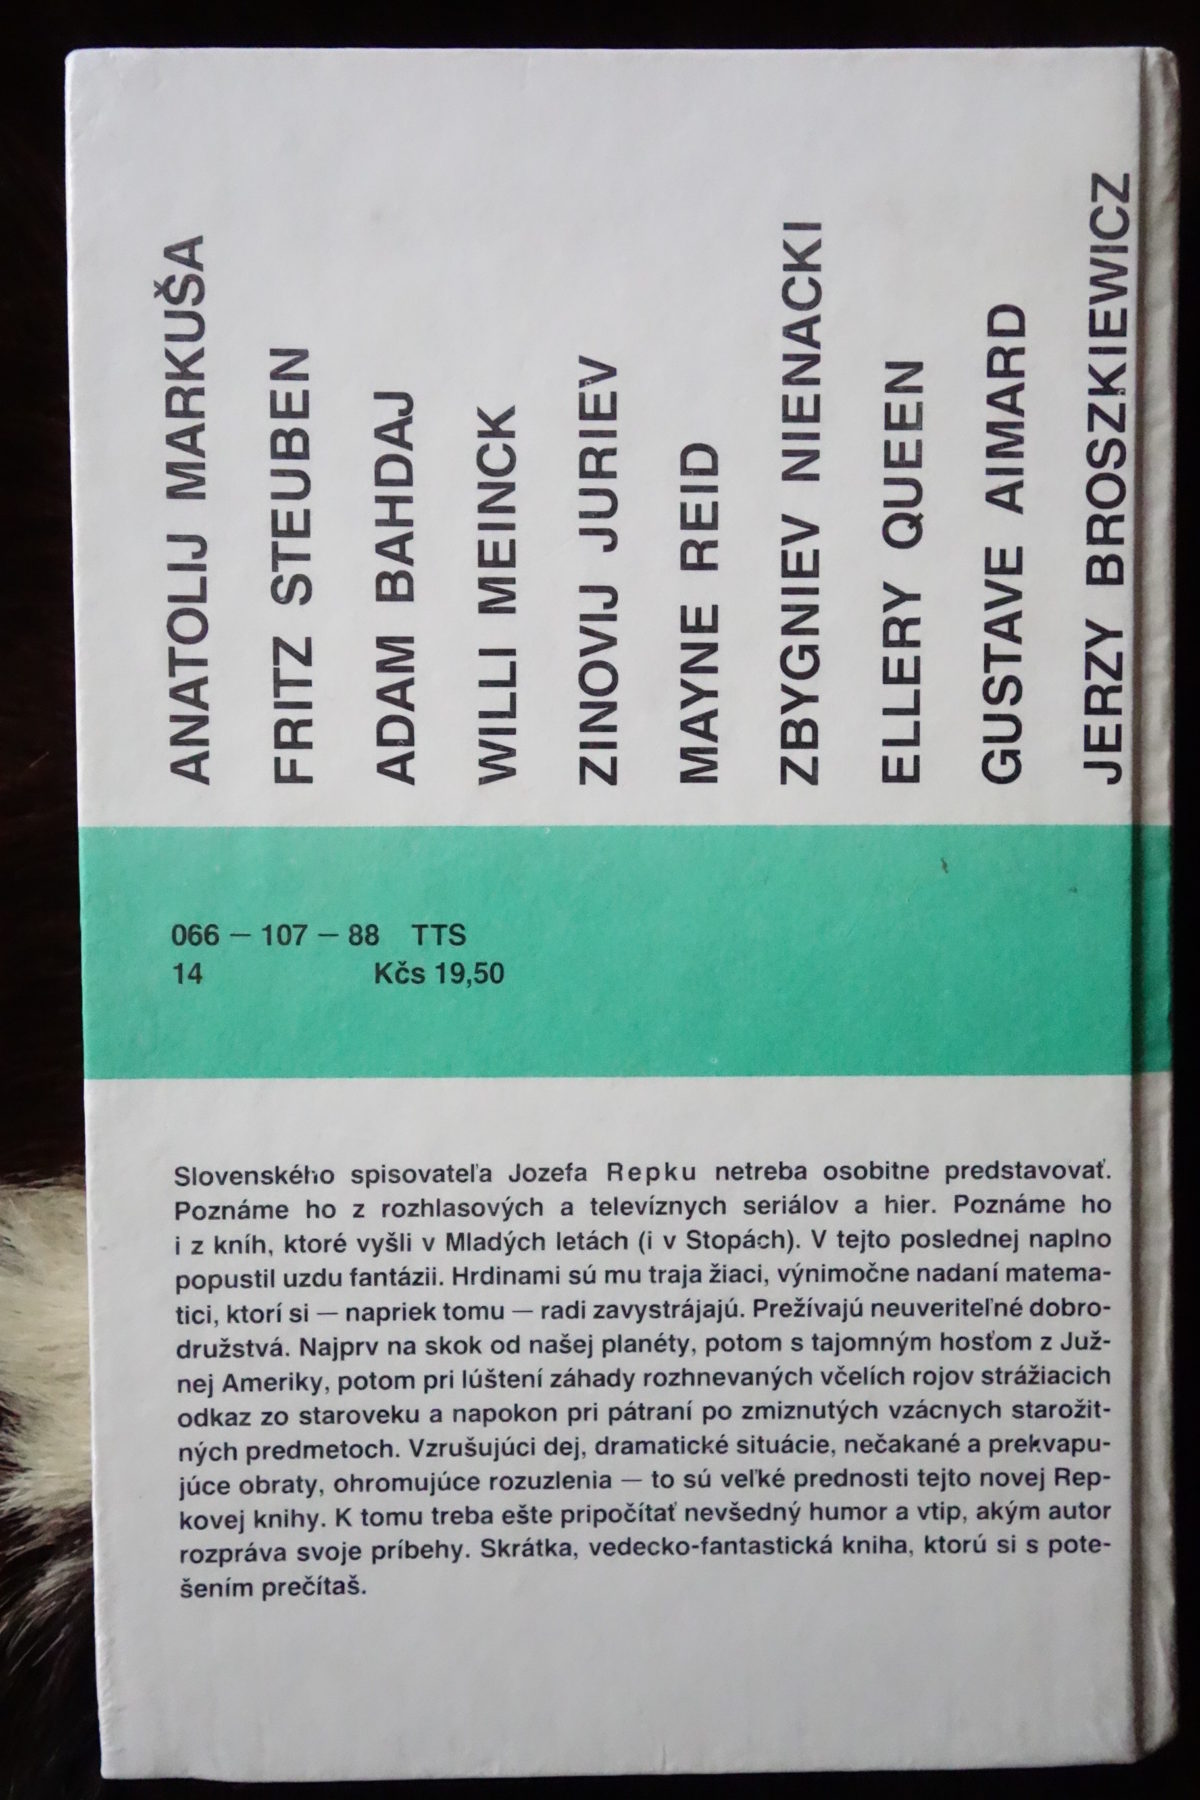 ANATOLIJ MARKUŠA
FRITZ STEUBEN
ADAM BAHDAJ
WILLI MEINCK
ZINOVIJ JURIEV
MAYNE REID
ZBYGNIEV NIENACKI
ELLERY QUEEN
GUSTAVE AIMARD
JERZY BROSZKIEWICZ
066 — 107 — 88 TTS
14 Kčs 19,50
Slovenského spisovateľa Jozefa Repku netreba osobitne predstavovať.
Poznáme ho z rozhlasových a televíznych seriálov a hier. Poznáme ho
i z kníh, ktoré vyšli v Mladých letách (i v Stopách). V tejto poslednej naplno
popustil uzdu fantázii. Hrdinami sú mu traja žiaci, výnimočne nadaní matema-
tici, ktorí si — napriek tomu — radi zavystrájajú. Prežívajú neuveriteľné dobro-
družstvá. Najprv na skok od našej planéty, potom s tajomným hosťom z Juž-
nej Ameriky, potom pri lúštení záhady rozhnevaných včelích rojov strážiacich
odkaz zo staroveku a napokon pri pátraní po zmiznutých vzácnych starožit-
ných predmetoch. Vzrušujúci dej, dramatické situácie, nečakané a prekvapu-
júce obraty, ohromujúce rozuzlenia — to sú veľké prednosti tejto novej Rep-
kovej knihy. K tomu treba ešte pripočítať nevšedný humor a vtip, akým autor
rozpráva svoje príbehy. Skrátka, vedecko-fantastická kniha, ktorú si s pote-
šením prečítaš.